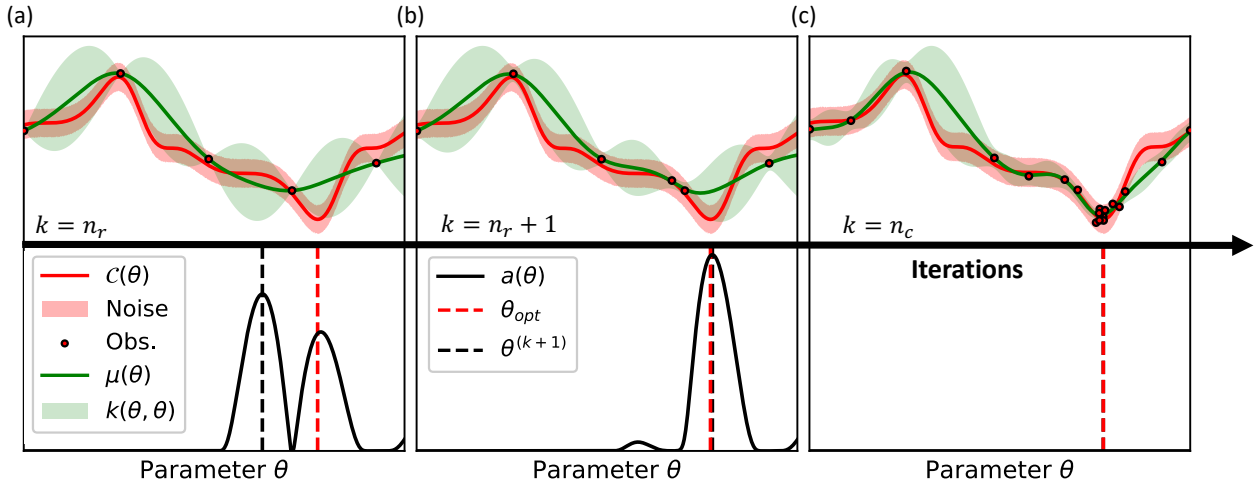 (a)
(b)
(c)
k = n_r
k = n_r + 1
k = n_c
Iterations
C(θ)
Noise
Obs.
μ(θ)
k(θ, θ)
a(θ)
θ_opt
θ^(k+1)
Parameter θ
Parameter θ
Parameter θ